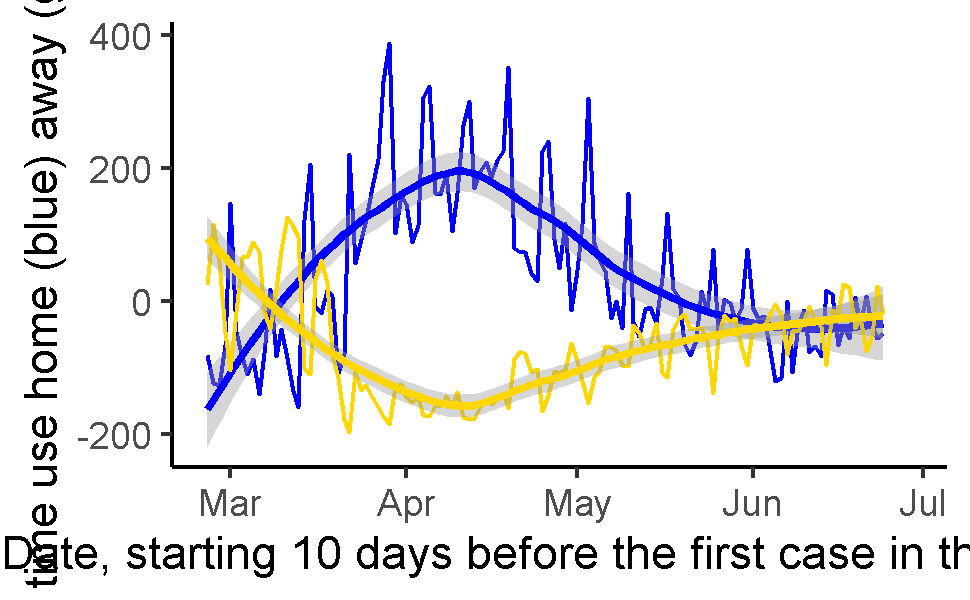 time use home (blue) away (
400
200
0
-200
Mar Apr May Jun Jul
Date, starting 10 days before the first case in th